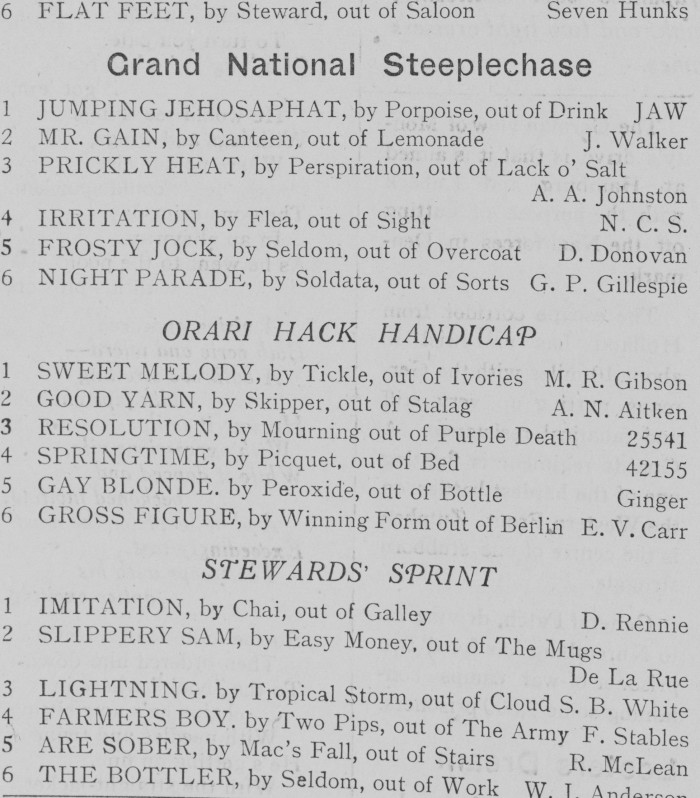 6 FLAT FEET, by Steward, out of Saloon Seven Hunks
Grand National Steeplechase
1 JUMPING JEHOSAPHAT, by Porpoise, out of Drink JAW
2 MR. GAIN, by Canteen, out of Lemonade J. Walker
3 PRICKLY HEAT, by Perspiration, out of Lack o' Salt
A. A. Johnston
4 IRRITATION, by Flea, out of Sight N. C. S.
5 FROSTY JOCK, by Seldom, out of Overcoat D. Donovan
6 NIGHT PARADE, by Soldata, out of Sorts G. P. Gillespie
ORARI HACK HANDICAP
1 SWEET MELODY, by Tickle, out of Ivories M. R. Gibson
2 GOOD YARN, by Skipper, out of Stalag A. N. Aitken
3 RESOLUTION, by Mourning out of Purple Death 25541
4 SPRINGTIME, by Picquet, out of Bed 42155
5 GAY BLONDE. by Peroxide, out of Bottle Ginger
6 GROSS FIGURE, by Winning Form out of Berlin E. V. Carr
STEWARDS' SPRINT
1 IMITATION, by Chai, out of Galley D. Rennie
2 SLIPPERY SAM, by Easy Money, out of The Mugs
De La Rue
3 LIGHTNING. by Tropical Storm, out of Cloud S. B. White
4 FARMERS BOY. by Two Pips, out of The Army F. Stables
5 ARE SOBER, by Mac's Fall, out of Stairs R. McLean
6 THE BOTTLER, by Seldom, out of Work W. J. Anderson